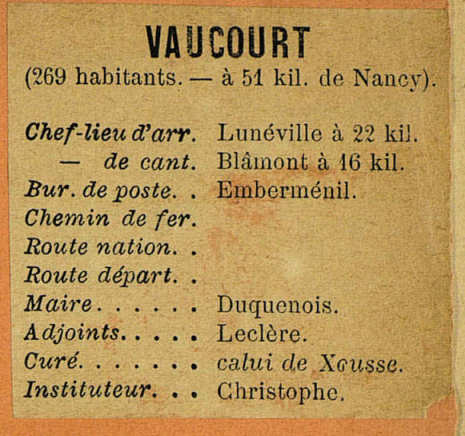 VAUCOURT
(269 habitants. — à 51 kil. de Nancy).
Chef-lieu d'arr. Lunéville à 22 kil.
— de cant. Blâmont à 16 kil.
Bur. de poste. . Emberménil.
Chemin de fer.
Route nation. .
Route départ. .
Maire. . . . . . Duquenois.
Adjoints. . . . . Leclère.
Curé. . . . . . . calui de Xousse.
Instituteur. . . Christophe.